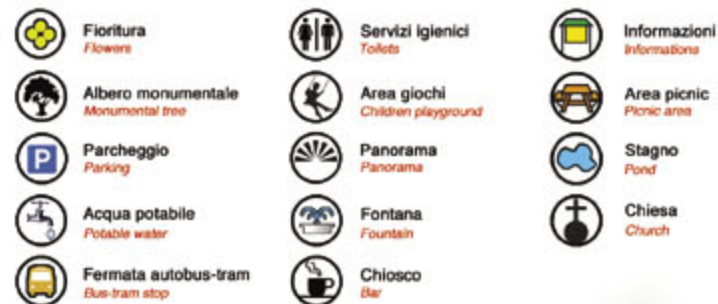 Fioritura
Flowers
Albero monumentale
Monumental tree
Parcheggio
Parking
P
Acqua potabile
Potable water
Fermata autobus-tram
Bus-tram stop
Servizi igienici
Toilets
Area giochi
Children playground
Panorama
Panorama
Fontana
Fountain
Chiosco
Bar
Informazioni
Informations
Area picnic
Picnic area
Stagno
Pond
Chiesa
Church